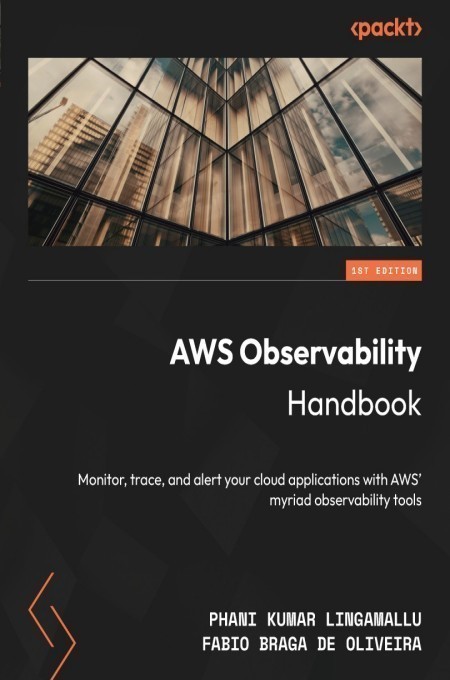 <packt>
1ST EDITION
AWS Observability
Handbook
Monitor, trace, and alert your cloud applications with AWS'
myriad observability tools
PHANI KUMAR LINGAMALLU
FABIO BRAGA DE OLIVEIRA